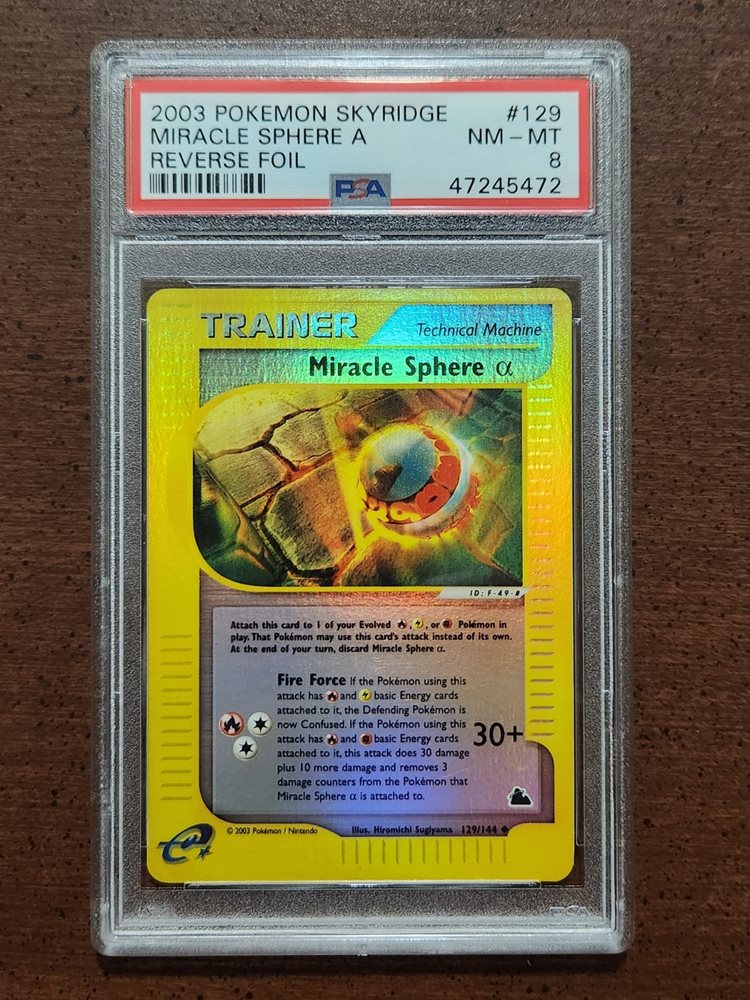 2003 POKEMON SKYRIDGE #129
MIRACLE SPHERE A NM - MT
REVERSE FOIL 8
PSA 47245472
TRAINER Technical Machine
Miracle Sphere α
ID: F-49-#
Attach this card to 1 of your Evolved , , or Pokémon in
play. That Pokémon may use this card's attack instead of its own.
At the end of your turn, discard Miracle Sphere α.
Fire Force If the Pokémon using this
attack has and basic Energy cards
attached to it, the Defending Pokémon is
now Confused. If the Pokémon using this
attack has and basic Energy cards 30+
attached to it, this attack does 30 damage
plus 10 more damage and removes 3
damage counters from the Pokémon that
Miracle Sphere α is attached to.
© 2003 Pokémon / Nintendo Illus. Hiromichi Sugiyama 129/144 ◆
e
PSA